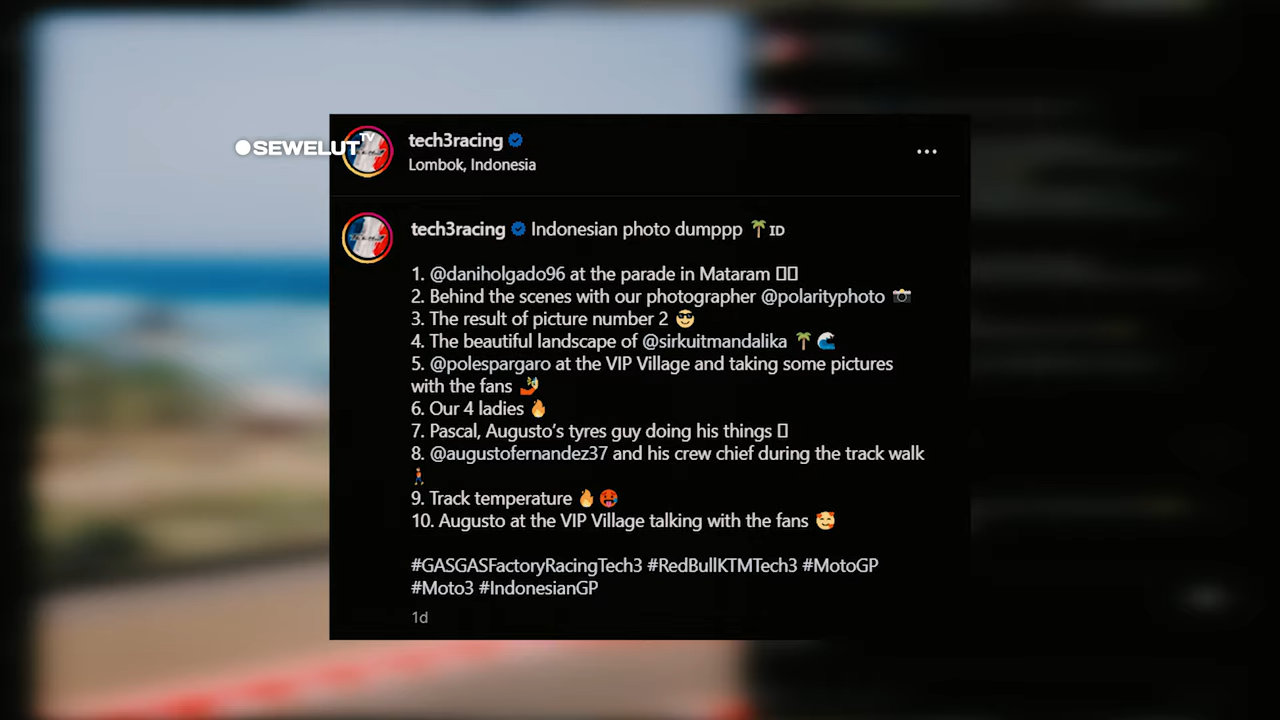 SEWELUT TV
tech3racing
Lombok, Indonesia
tech3racing Indonesian photo dumppp 🌴 ID
1. @daniholgado96 at the parade in Mataram
2. Behind the scenes with our photographer @polarityphoto 📸
3. The result of picture number 2 😎
4. The beautiful landscape of @sirkuitmandalika 🌴🌊
5. @polespargaro at the VIP Village and taking some pictures
with the fans 🤳
6. Our 4 ladies 🔥
7. Pascal, Augusto's tyres guy doing his things
8. @augustofernandez37 and his crew chief during the track walk
🚶
9. Track temperature 🔥🥵
10. Augusto at the VIP Village talking with the fans 🥰
#GASGASFactoryRacingTech3 #RedBullKTMTech3 #MotoGP
#Moto3 #IndonesianGP
1d